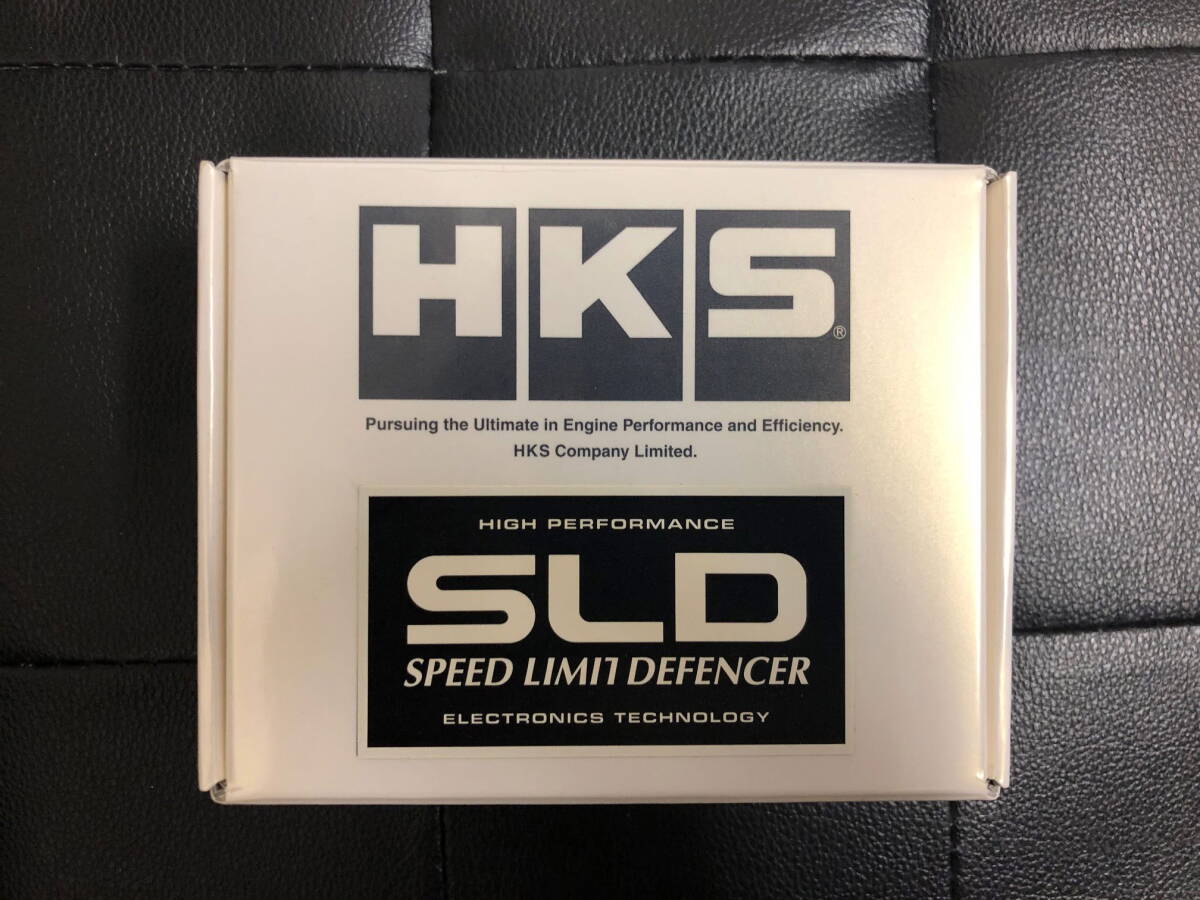 HKS®
Pursuing the Ultimate in Engine Performance and Efficiency.
HKS Company Limited.
HIGH PERFORMANCE
SLD
SPEED LIMIT DEFENCER
ELECTRONICS TECHNOLOGY